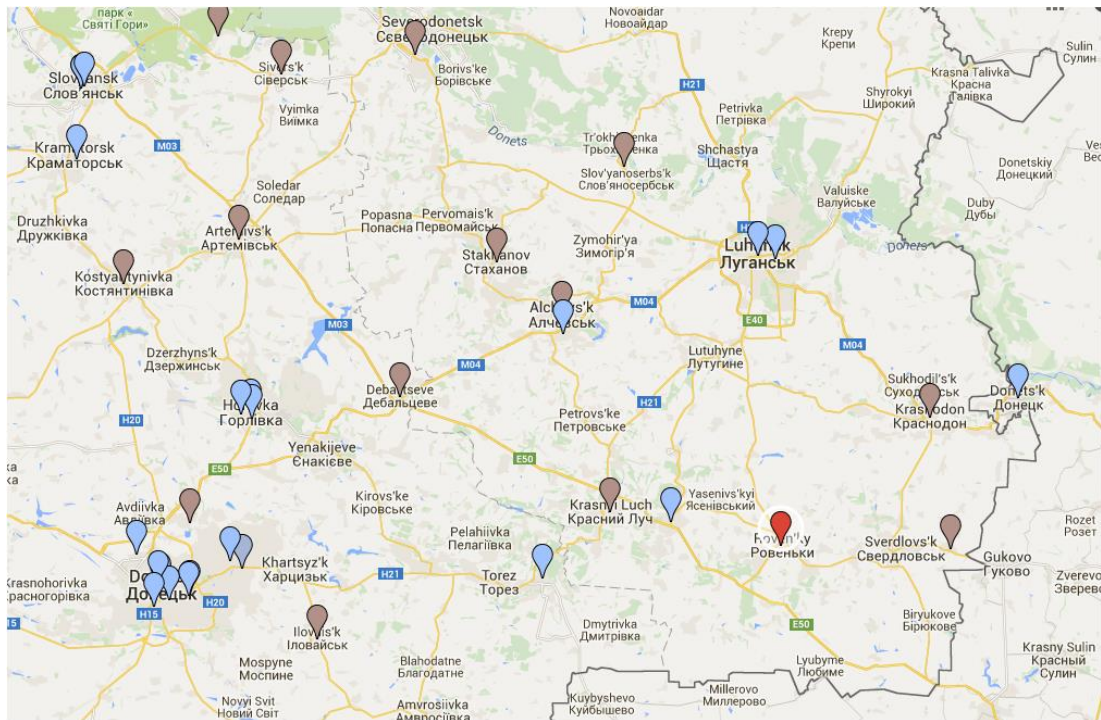 парк «
Святі Гори»
Severodonetsk
Сєвєродонецьк
Novoaidar
Новоайдар
Krepy
Крепи
Sulin
Сулин
Sloviansk
Слов'янськ
Sivers'k
Сіверськ
Borivs'ke
Борівське
H21
Krasna Talivka
Красна
Талівка
Vyimka
Виїмка
Shyrokyi
Широкий
Petrivka
Петрівка
Donets
Kramatorsk
Краматорськ
M03
Трьохізбенка
Shchastya
Щастя
Donetskiy
Донецкий
Slov'yanoserbs'k
Слов'яносербськ
Soledar
Соледар
Valuiske
Валуйське
Duby
Дубы
Druzhkivka
Дружківка
Artemivs'k
Артемівськ
Popasna
Попасна
Pervomais'k
Первомайськ
Zymohir'ya
Зимогір'я
Stakhanov
Стаханов
Luhansk
Луганськ
Donets
Kostyantynivka
Костянтинівка
Alchevs'k
Алчевськ
M04
E40
M03
M04
Dzerzhyns'k
Дзержинськ
M04
Lutuhyne
Лутугине
Debaltseve
Дебальцеве
Sukhodil's'k
Суходільськ
Donets'k
Донецк
Horlivka
Горлівка
H21
Krasnodon
Краснодон
H20
Petrovs'ke
Петровське
Yenakijeve
Єнакієве
E50
E50
Kirovs'ke
Кіровське
Avdiivka
Авдіївка
Krasnyi Luch
Красний Луч
Yasenivs'kyi
Ясенівський
Pelahiivka
Пелагіївка
Roven'ky
Ровеньки
Sverdlovs'k
Свердловськ
Rozet
Розет
Gukovo
Гуково
Khartsyz'k
Харцизьк
Krasnohorivka
Красногорівка
Донецьк
H21
Torez
Торез
Zverevo
Зверево
H20
H15
Biryukove
Бірюкове
Ilovais'k
Іловайськ
Dmytrivka
Дмитрівка
E50
Mospyne
Моспине
Blahodatne
Благодатне
Lyubyme
Любиме
Krasny Sulin
Красный
Сулин
Novyi Svit
Новий Світ
Amvrosiivka
Амвросіївка
Kuybyshevo
Куйбышево
Millerovo
Миллерово